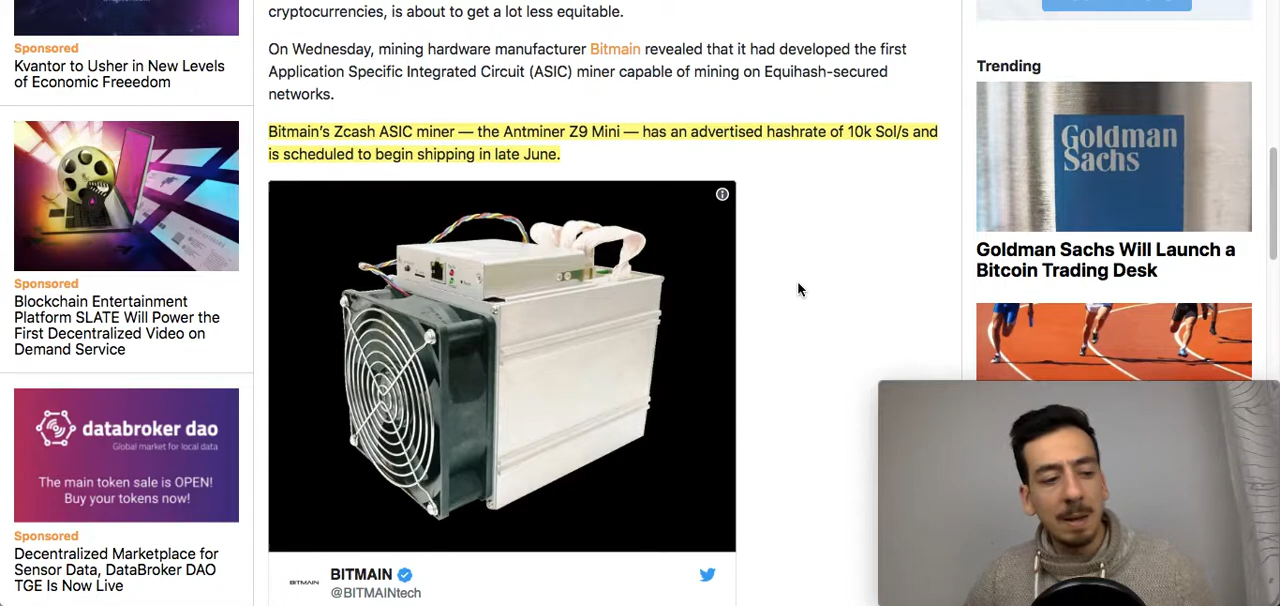 Sponsored
Kvantor to Usher in New Levels
of Economic Freeedom
Sponsored
Blockchain Entertainment
Platform SLATE Will Power the
First Decentralized Video on
Demand Service
databroker dao
Global market for local data
The main token sale is OPEN!
Buy your tokens now!
Sponsored
Decentralized Marketplace for
Sensor Data, DataBroker DAO
TGE Is Now Live
cryptocurrencies, is about to get a lot less equitable.
On Wednesday, mining hardware manufacturer Bitmain revealed that it had developed the first
Application Specific Integrated Circuit (ASIC) miner capable of mining on Equihash-secured
networks.
Bitmain’s Zcash ASIC miner — the Antminer Z9 Mini — has an advertised hashrate of 10k Sol/s and
is scheduled to begin shipping in late June.
BITMAIN
BITMAIN
@BITMAINtech
Trending
Goldman
Sachs
Goldman Sachs Will Launch a
Bitcoin Trading Desk